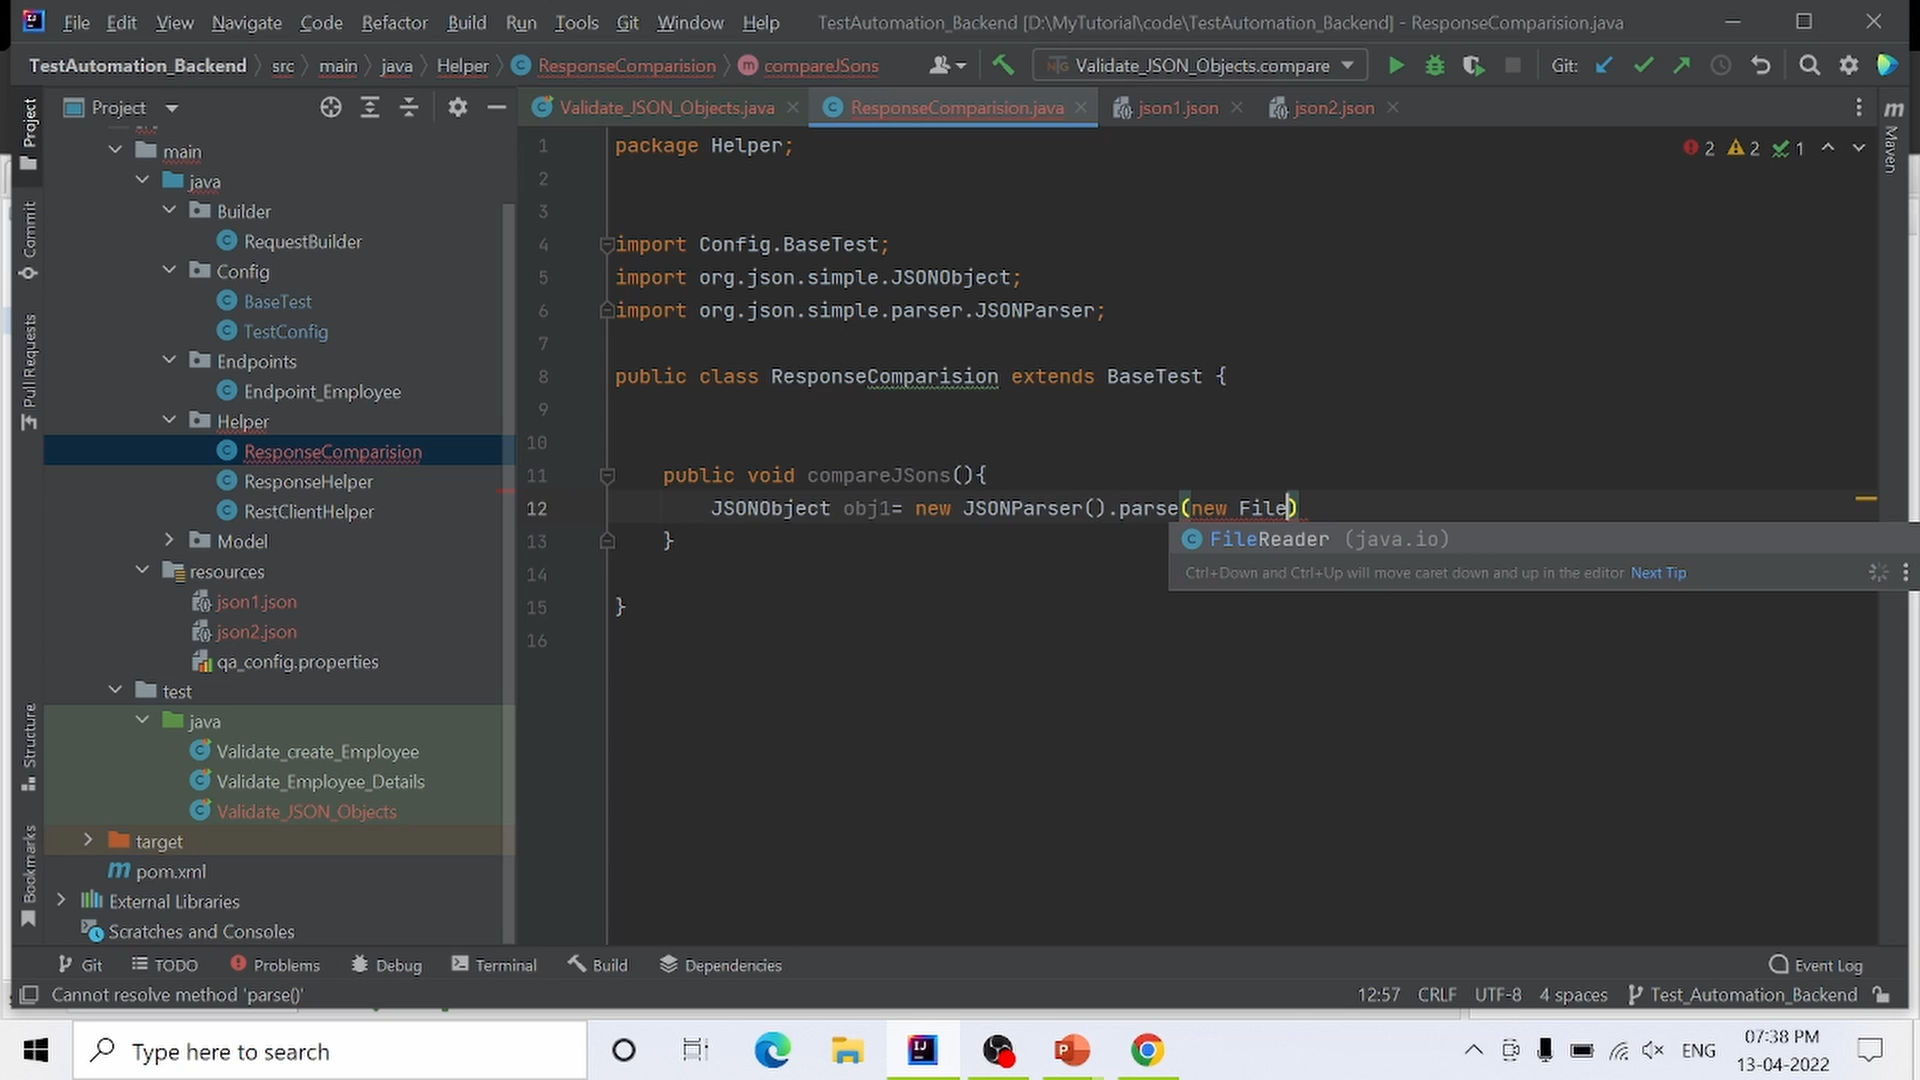 File Edit View Navigate Code Refactor Build Run Tools Git Window Help TestAutomation_Backend [D:\MyTutorial\code\TestAutomation_Backend] - ResponseComparision.java
TestAutomation_Backend src main java Helper ResponseComparision compareJSons Validate_JSON_Objects.compare Git:
Project
Validate_JSON_Objects.java ResponseComparision.java json1.json json2.json
main
java
Builder
RequestBuilder
Config
BaseTest
TestConfig
Endpoints
Endpoint_Employee
Helper
ResponseComparision
ResponseHelper
RestClientHelper
Model
resources
json1.json
json2.json
qa_config.properties
test
java
Validate_create_Employee
Validate_Employee_Details
Validate_JSON_Objects
target
pom.xml
External Libraries
Scratches and Consoles
Project
Commit
Pull Requests
Structure
Bookmarks
Maven
2 2 1
1 package Helper;
2
3
4 import Config.BaseTest;
5 import org.json.simple.JSONObject;
6 import org.json.simple.parser.JSONParser;
7
8 public class ResponseComparision extends BaseTest {
9
10
11 public void compareJSons(){
12 JSONObject obj1= new JSONParser().parse(new File)
13 }
14
15 }
16
FileReader (java.io)
Ctrl+Down and Ctrl+Up will move caret down and up in the editor Next Tip
Git TODO Problems Debug Terminal Build Dependencies Event Log
Cannot resolve method 'parse()' 12:57 CRLF UTF-8 4 spaces Test_Automation_Backend
Type here to search
ENG
07:38 PM
13-04-2022